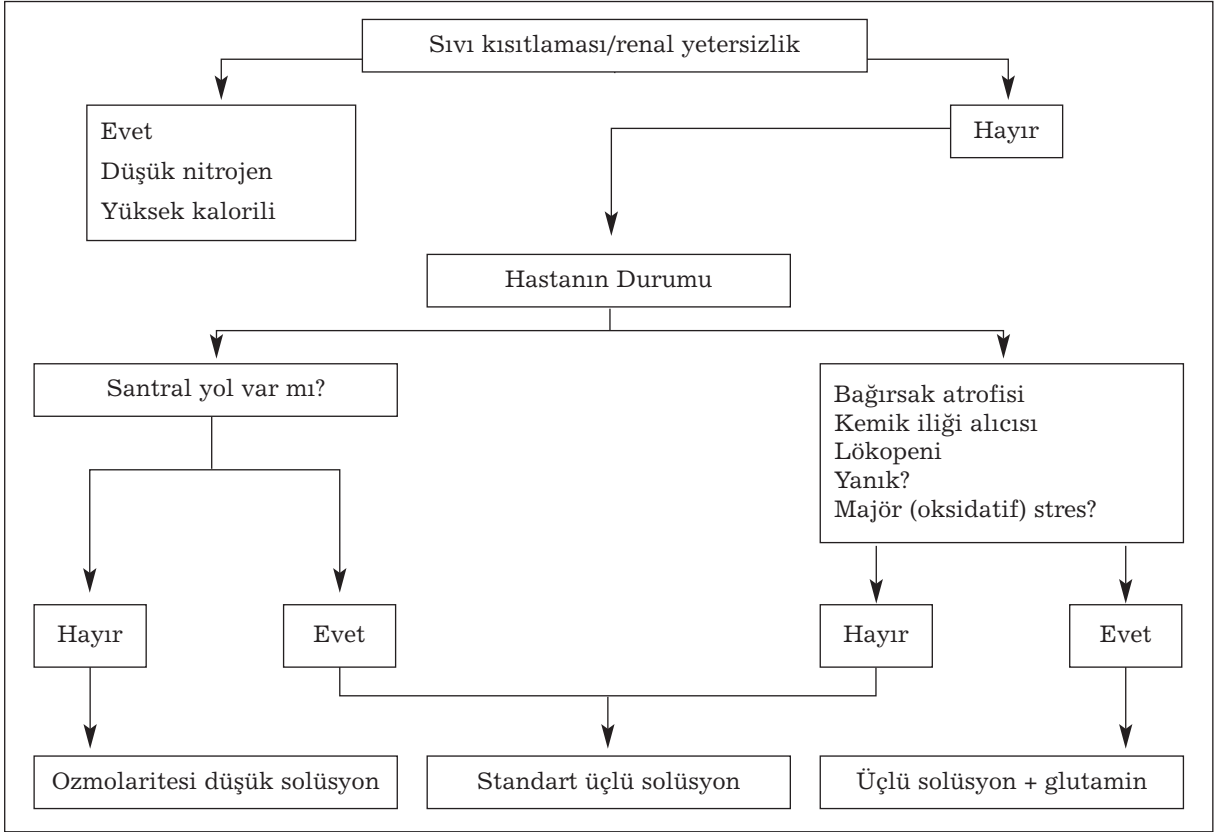 Sıvı kısıtlaması/renal yetersizlik
Evet
Düşük nitrojen
Yüksek kalorili
Hayır
Hastanın Durumu
Santral yol var mı?
Bağırsak atrofisi
Kemik iliği alıcısı
Lökopeni
Yanık?
Majör (oksidatif) stres?
Hayır
Evet
Hayır
Evet
Ozmolaritesi düşük solüsyon
Standart üçlü solüsyon
Üçlü solüsyon + glutamin